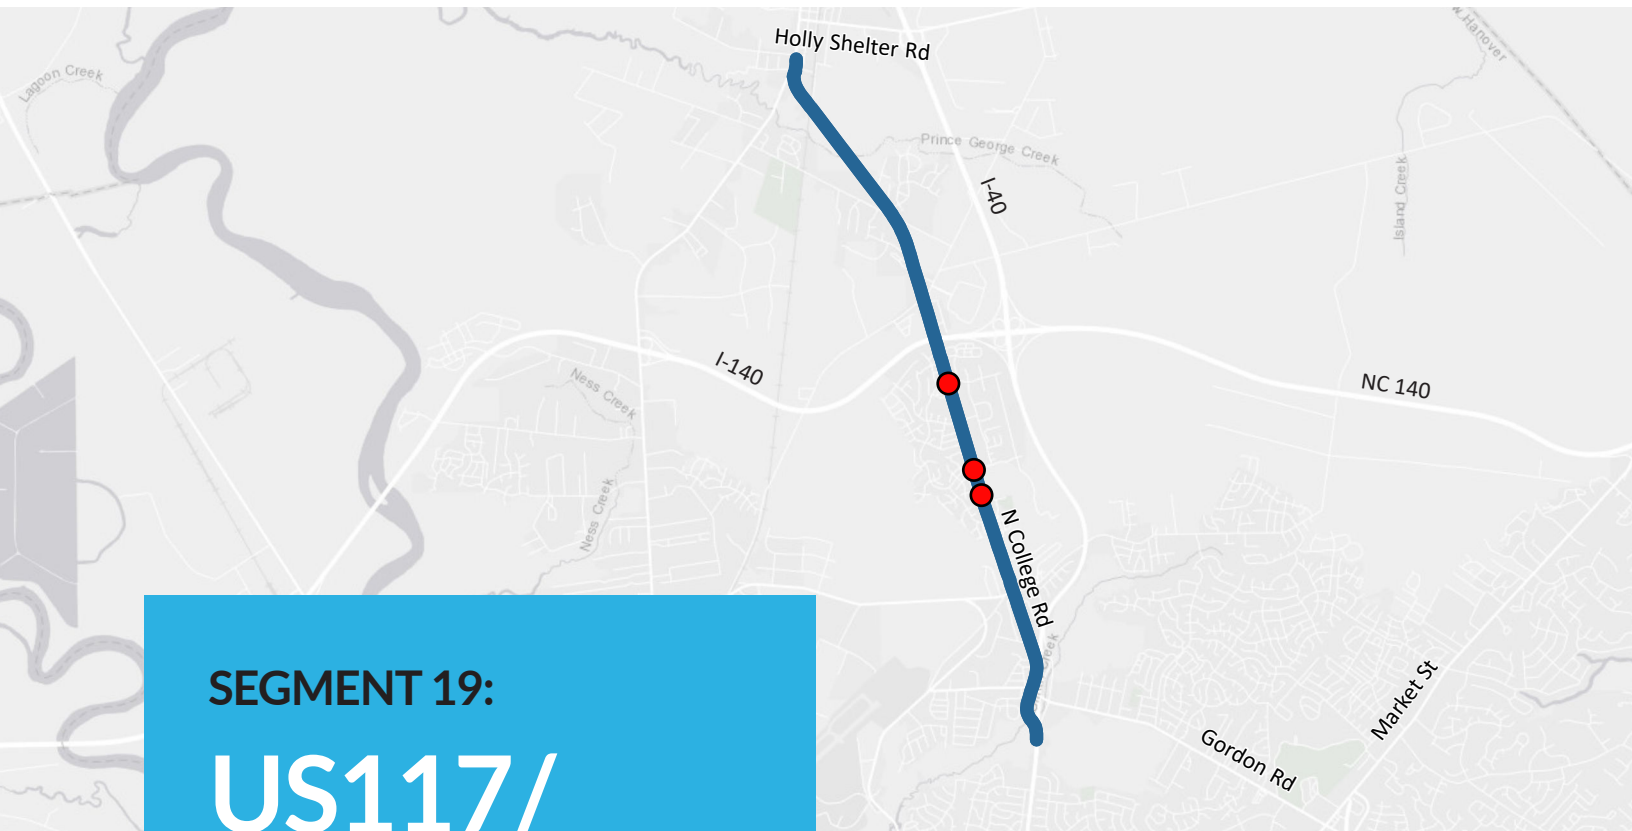 Holly Shelter Rd
w Hanover
Lagoon Creek
Prince George Creek
I-40
Island Creek
I-140
NC 140
Ness Creek
Ness Creek
N College Rd
Creek
Market St
Gordon Rd
SEGMENT 19:
US117/